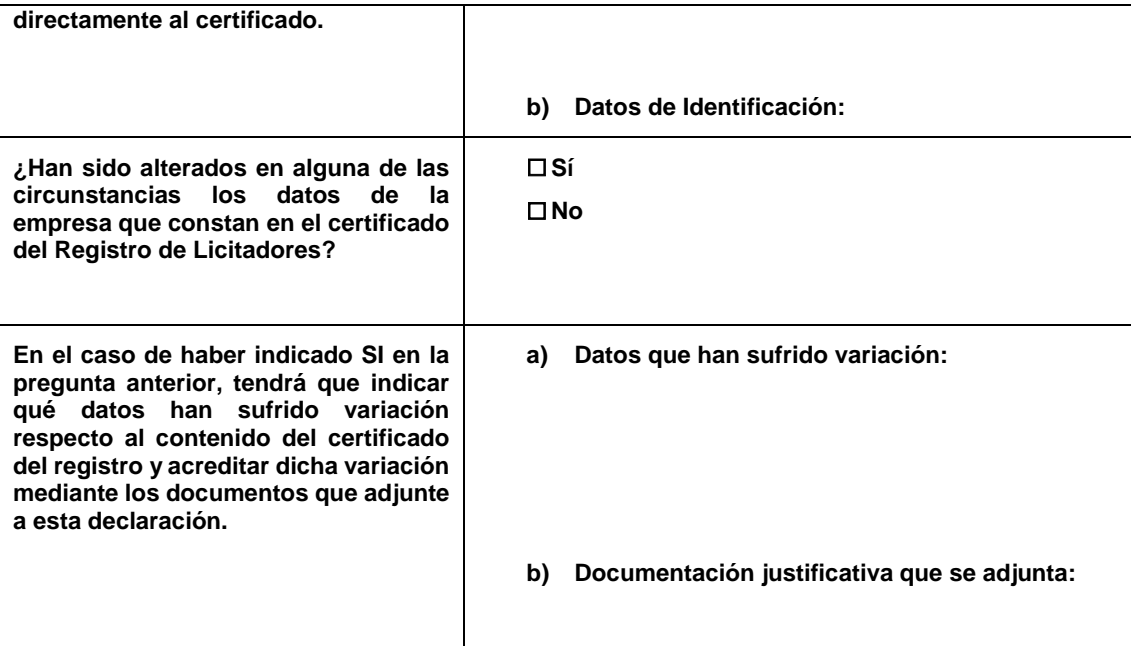 directamente al certificado.
b) Datos de Identificación:
¿Han sido alterados en alguna de las
circunstancias los datos de la
empresa que constan en el certificado
del Registro de Licitadores?
☐ Sí
☐ No
En el caso de haber indicado SI en la
pregunta anterior, tendrá que indicar
qué datos han sufrido variación
respecto al contenido del certificado
del registro y acreditar dicha variación
mediante los documentos que adjunte
a esta declaración.
a) Datos que han sufrido variación:
b) Documentación justificativa que se adjunta: